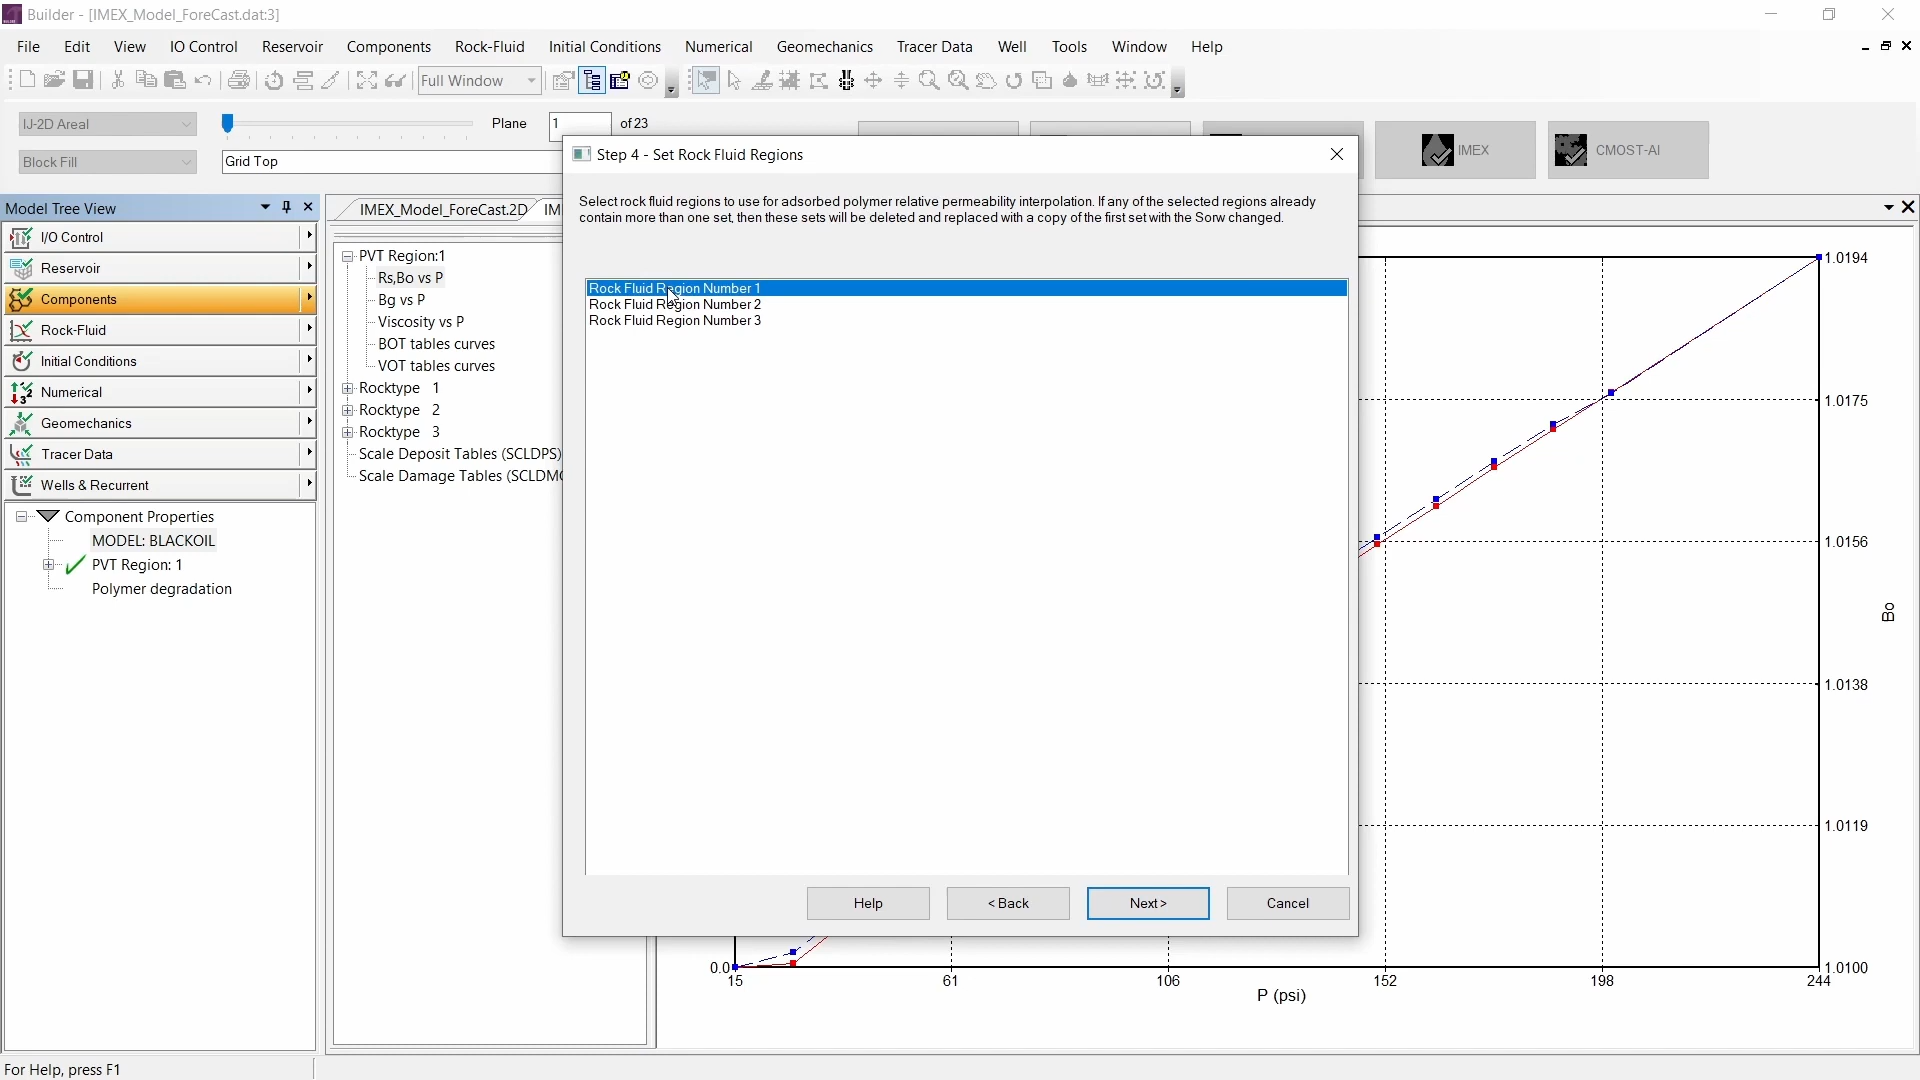 Builder - [IMEX_Model_ForeCast.dat:3]
File Edit View IO Control Reservoir Components Rock-Fluid Initial Conditions Numerical Geomechanics Tracer Data Well Tools Window Help
Full Window
IJ-2D Areal
Plane 1 of 23
Block Fill
Grid Top
IMEX
CMOST-AI
Model Tree View
I/O Control
Reservoir
Components
Rock-Fluid
Initial Conditions
Numerical
Geomechanics
Tracer Data
Wells & Recurrent
Component Properties
MODEL: BLACKOIL
PVT Region: 1
Polymer degradation
IMEX_Model_ForeCast.2D
PVT Region:1
Rs,Bo vs P
Bg vs P
Viscosity vs P
BOT tables curves
VOT tables curves
Rocktype 1
Rocktype 2
Rocktype 3
Scale Deposit Tables (SCLDPS)
Scale Damage Tables (SCLDM
Step 4 - Set Rock Fluid Regions
Select rock fluid regions to use for adsorbed polymer relative permeability interpolation. If any of the selected regions already
contain more than one set, then these sets will be deleted and replaced with a copy of the first set with the Sorw changed.
Rock Fluid Region Number 1
Rock Fluid Region Number 2
Rock Fluid Region Number 3
Help
< Back
Next >
Cancel
1.0194
1.0175
1.0156
Bo
1.0138
1.0119
1.0100
0.0
15 61 106 152 198 244
P (psi)
For Help, press F1